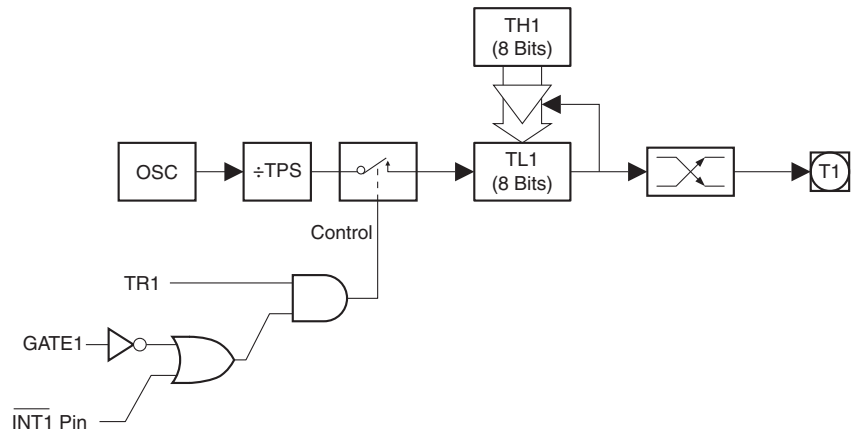 TH1
(8 Bits)
OSC
÷TPS
TL1
(8 Bits)
T1
Control
TR1
GATE1
INT1 Pin